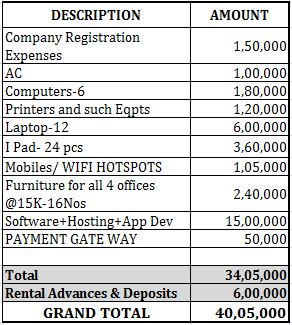 DESCRIPTION AMOUNT
Company Registration
Expenses 1,50,000
AC 1,00,000
Computers-6 1,80,000
Printers and such Eqpts 1,20,000
Laptop-12 6,00,000
I Pad- 24 pcs 3,60,000
Mobiles/ WIFI HOTSPOTS 1,05,000
Furniture for all 4 offices
@15K-16Nos 2,40,000
Software+Hosting+App Dev 15,00,000
PAYMENT GATE WAY 50,000
Total 34,05,000
Rental Advances & Deposits 6,00,000
GRAND TOTAL 40,05,000